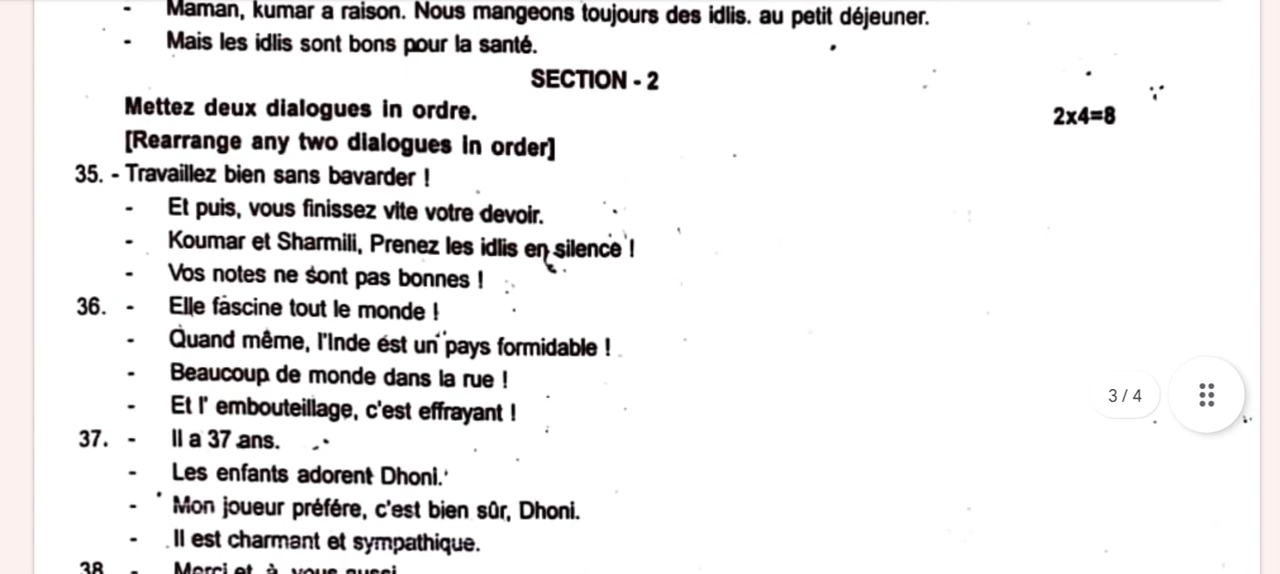 - Maman, kumar a raison. Nous mangeons toujours des idlis. au petit déjeuner.
- Mais les idlis sont bons pour la santé.
SECTION - 2
Mettez deux dialogues in ordre. 2x4=8
[Rearrange any two dialogues in order]
35. - Travaillez bien sans bavarder !
- Et puis, vous finissez vite votre devoir.
- Koumar et Sharmili, Prenez les idlis en silence !
- Vos notes ne sont pas bonnes !
36. - Elle fascine tout le monde !
- Quand même, l'Inde est un pays formidable !
- Beaucoup de monde dans la rue !
- Et l' embouteillage, c'est effrayant !
3 / 4
37. - Il a 37 ans.
- Les enfants adorent Dhoni.
- Mon joueur préfére, c'est bien sûr, Dhoni.
- Il est charmant et sympathique.
38 - Merci et à vous aussi